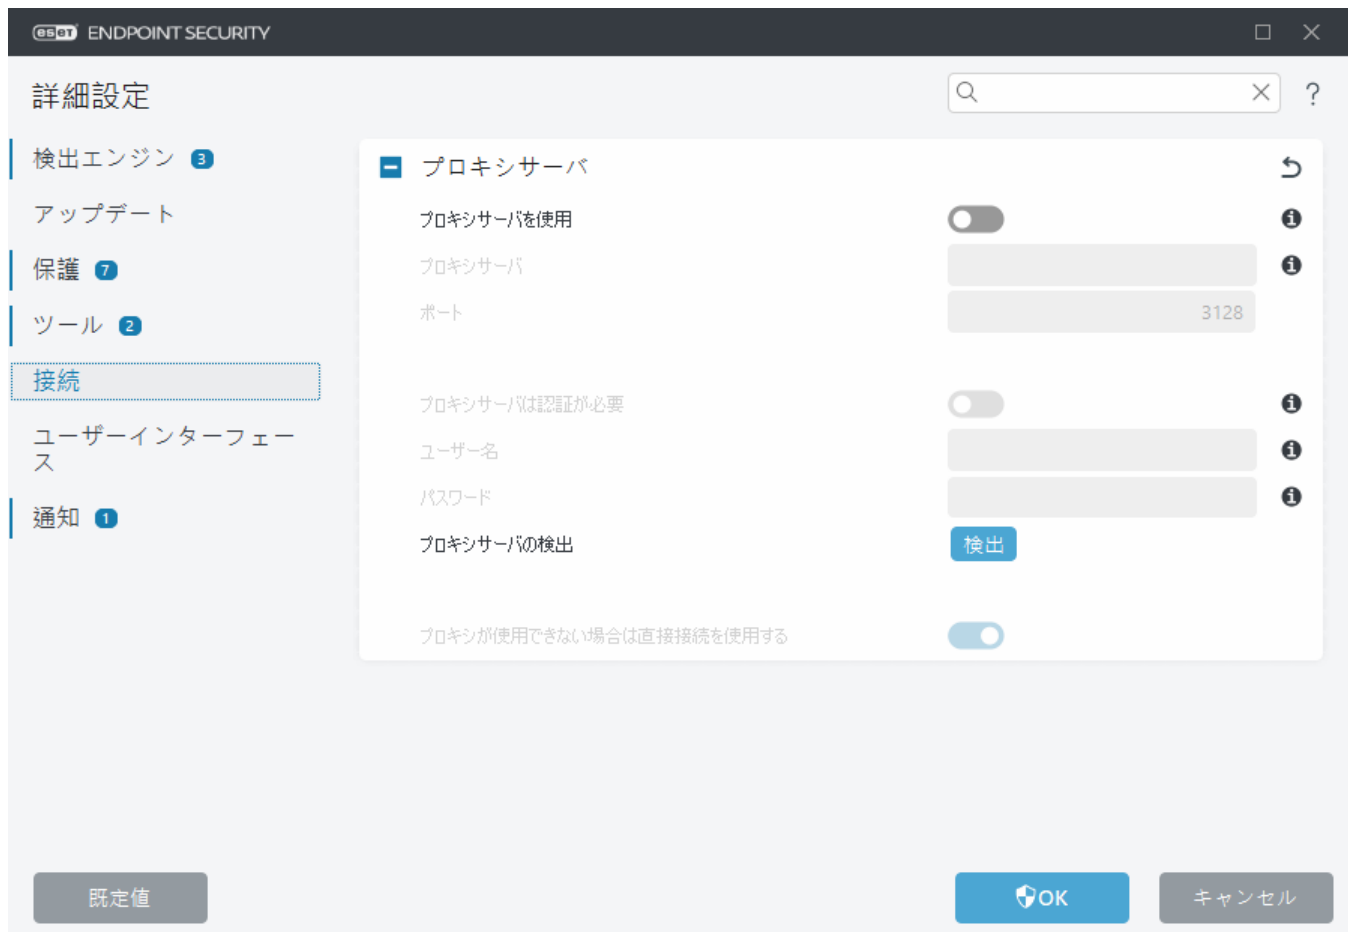 eset ENDPOINT SECURITY
詳細設定
?
検出エンジン 3
アップデート
保護 7
ツール 2
接続
ユーザーインターフェー
ス
通知 1
プロキシサーバ
プロキシサーバを使用
プロキシサーバ
ポート 3128
プロキシサーバは認証が必要
ユーザー名
パスワード
プロキシサーバの検出 検出
プロキシが使用できない場合は直接接続を使用する
既定値 OK キャンセル